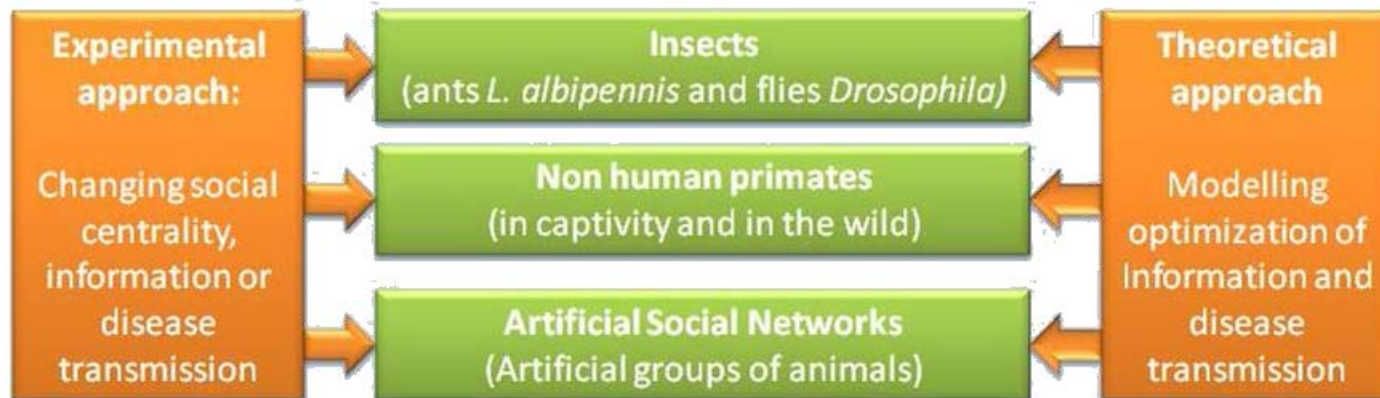 Experimental
approach:
Changing social
centrality,
information or
disease
transmission
Insects
(ants L. albipennis and flies Drosophila)
Non human primates
(in captivity and in the wild)
Artificial Social Networks
(Artificial groups of animals)
Theoretical
approach
Modelling
optimization of
Information and
disease
transmission